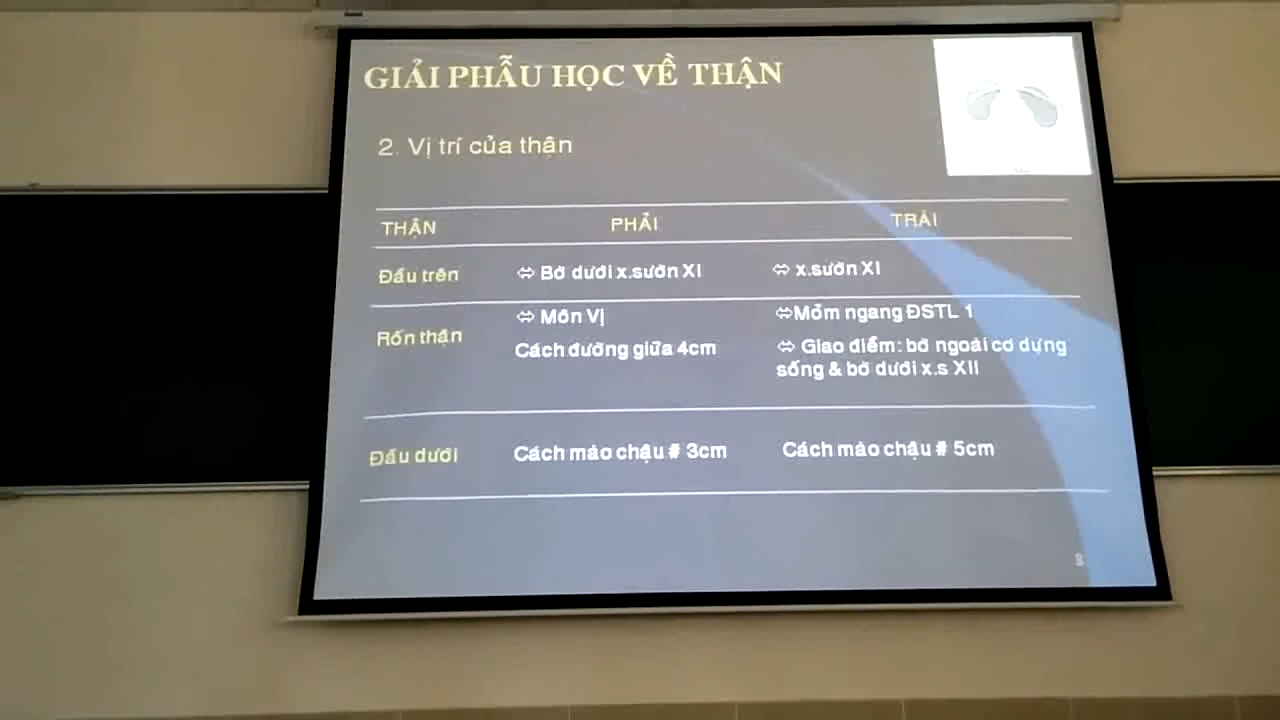 GIẢI PHẪU HỌC VỀ THẬN
2. Vị trí của thận
THẬN PHẢI TRÁI
Đầu trên ⇔ Bờ dưới x.sườn XI ⇔ x.sườn XI
Rốn thận ⇔ Môn Vị ⇔Mỏm ngang ĐSTL 1
Cách đường giữa 4cm ⇔ Giao điểm: bờ ngoài cơ dựng
sống & bờ dưới x.s XII
Đầu dưới Cách mào chậu # 3cm Cách mào chậu # 5cm